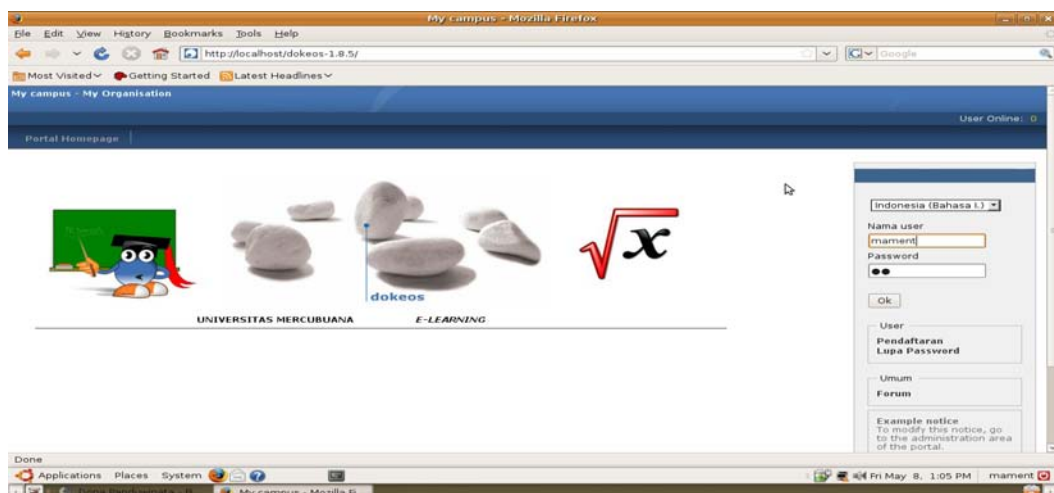 My campus - Mozilla Firefox
File Edit View History Bookmarks Tools Help
http://localhost/dokeos-1.8.5/
Google
Most Visited Getting Started Latest Headlines
My campus - My Organisation
User Online: 0
Portal Homepage
Indonesia (Bahasa I.)
Nama user
mament
Password
Ok
x
dokeos
UNIVERSITAS MERCUBUANA E-LEARNING
User
Pendaftaran
Lupa Password
Umum
Forum
Example notice
To modify this notice, go
to the administration area
of the portal.
Done
Applications Places System
Fri May 8, 1:05 PM mament
My campus - Mozilla Fi